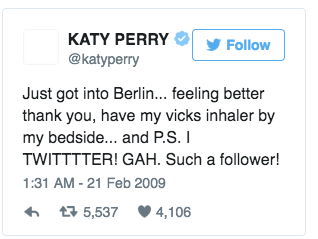 KATY PERRY
Follow
@katyperry
Just got into Berlin... feeling better
thank you, have my vicks inhaler by
my bedside... and P.S. I
TWITTTTER! GAH. Such a follower!
1:31 AM - 21 Feb 2009
5,537 4,106